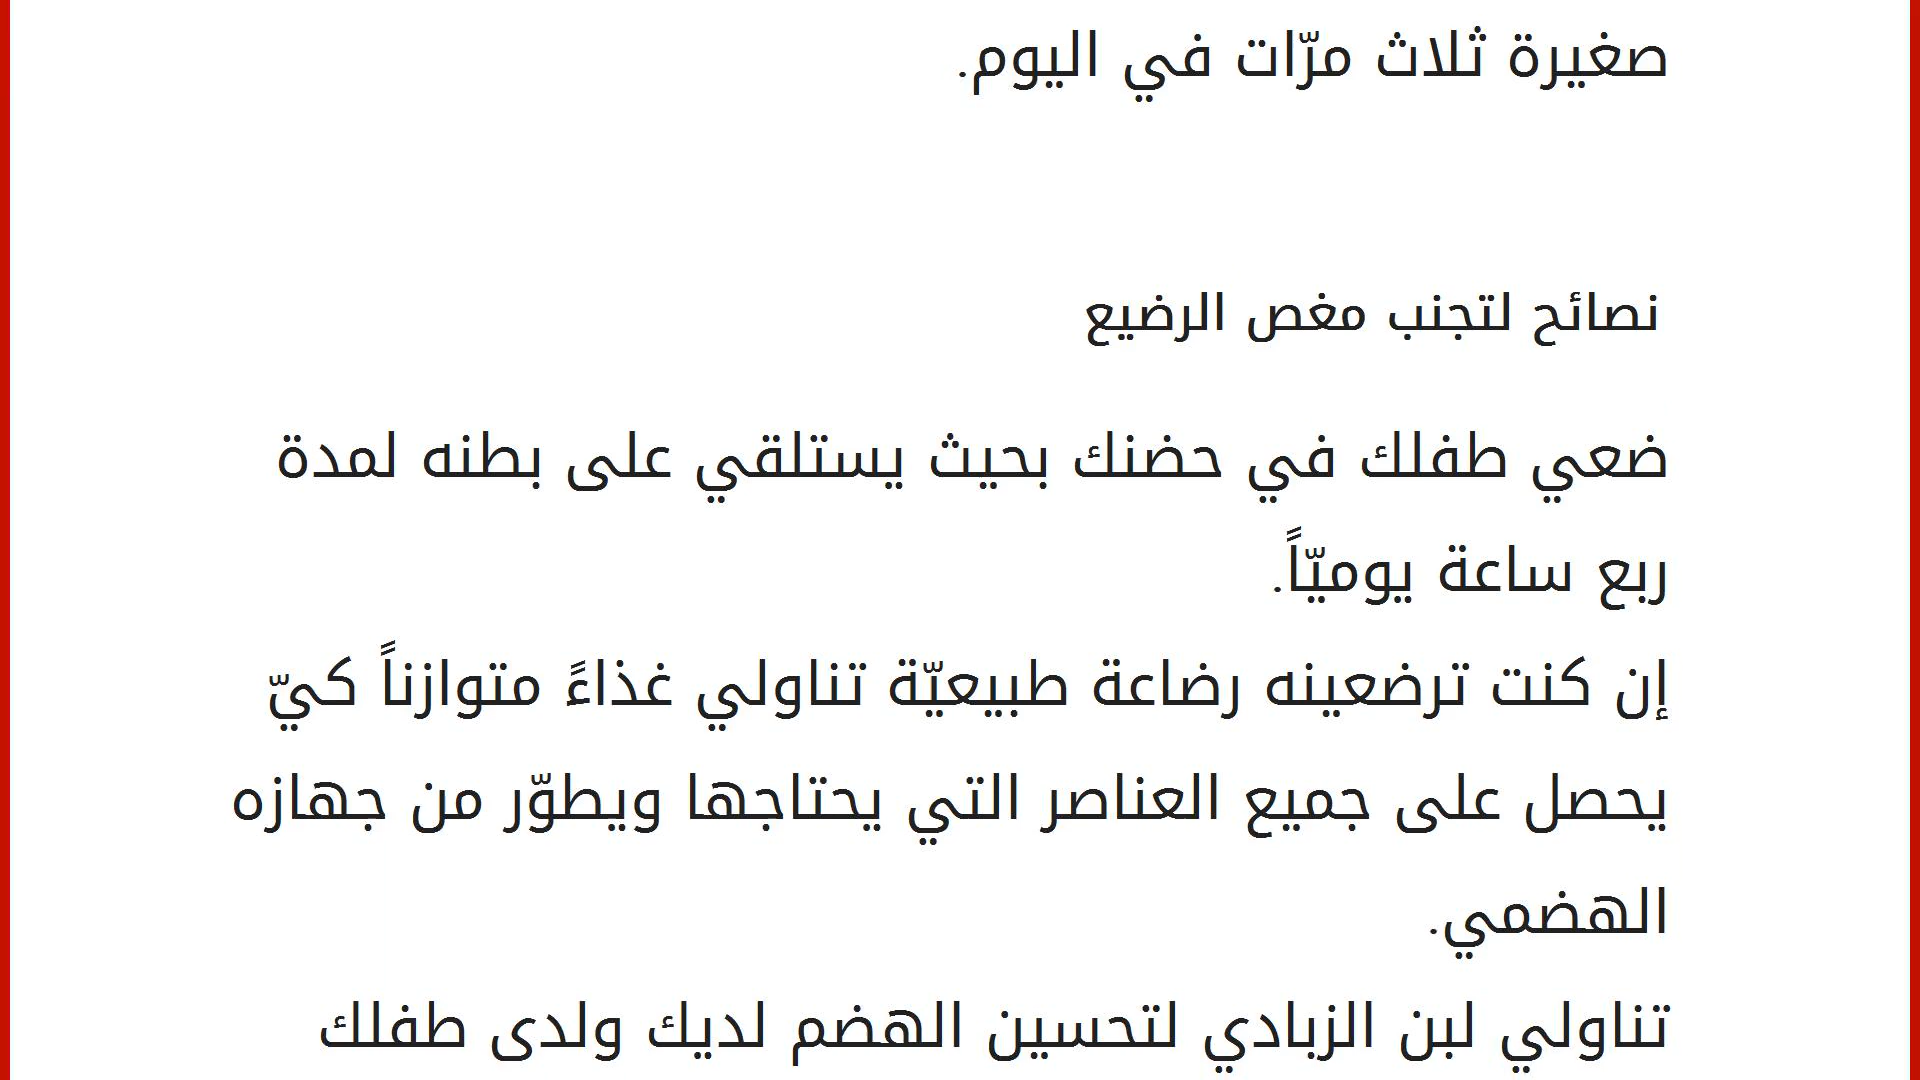 صغيرة ثلاث مرّات في اليوم.
نصائح لتجنب مغص الرضيع
ضعي طفلك في حضنك بحيث يستلقي على بطنه لمدة
ربع ساعة يوميّاً.
إن كنت ترضعينه رضاعة طبيعيّة تناولي غذاءً متوازناً كيّ
يحصل على جميع العناصر التي يحتاجها ويطوّر من جهازه
الهضمي.
تناولي لبن الزبادي لتحسين الهضم لديك ولدى طفلك